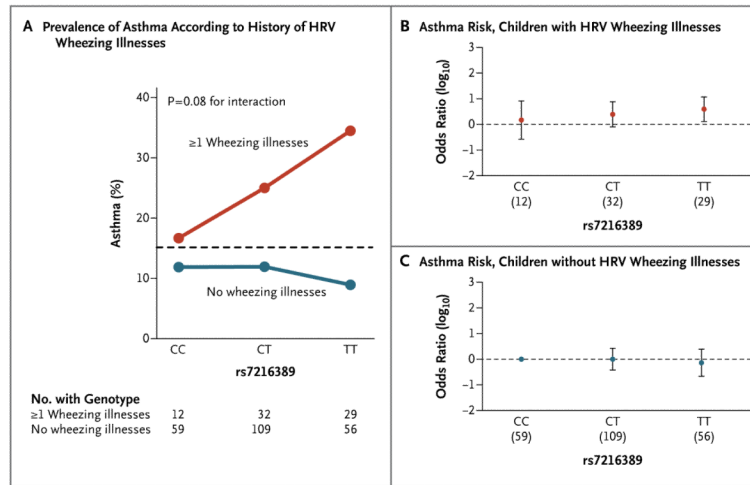 A Prevalence of Asthma According to History of HRV
Wheezing Illnesses
P=0.08 for interaction
≥1 Wheezing illnesses
No wheezing illnesses
Asthma (%)
40
30
20
10
0
CC CT TT
rs7216389
No. with Genotype
≥1 Wheezing illnesses 12 32 29
No wheezing illnesses 59 109 56
B Asthma Risk, Children with HRV Wheezing Illnesses
Odds Ratio (log10)
3
2
1
0
−1
−2
CC CT TT
(12) (32) (29)
rs7216389
C Asthma Risk, Children without HRV Wheezing Illnesses
Odds Ratio (log10)
3
2
1
0
−1
−2
CC CT TT
(59) (109) (56)
rs7216389